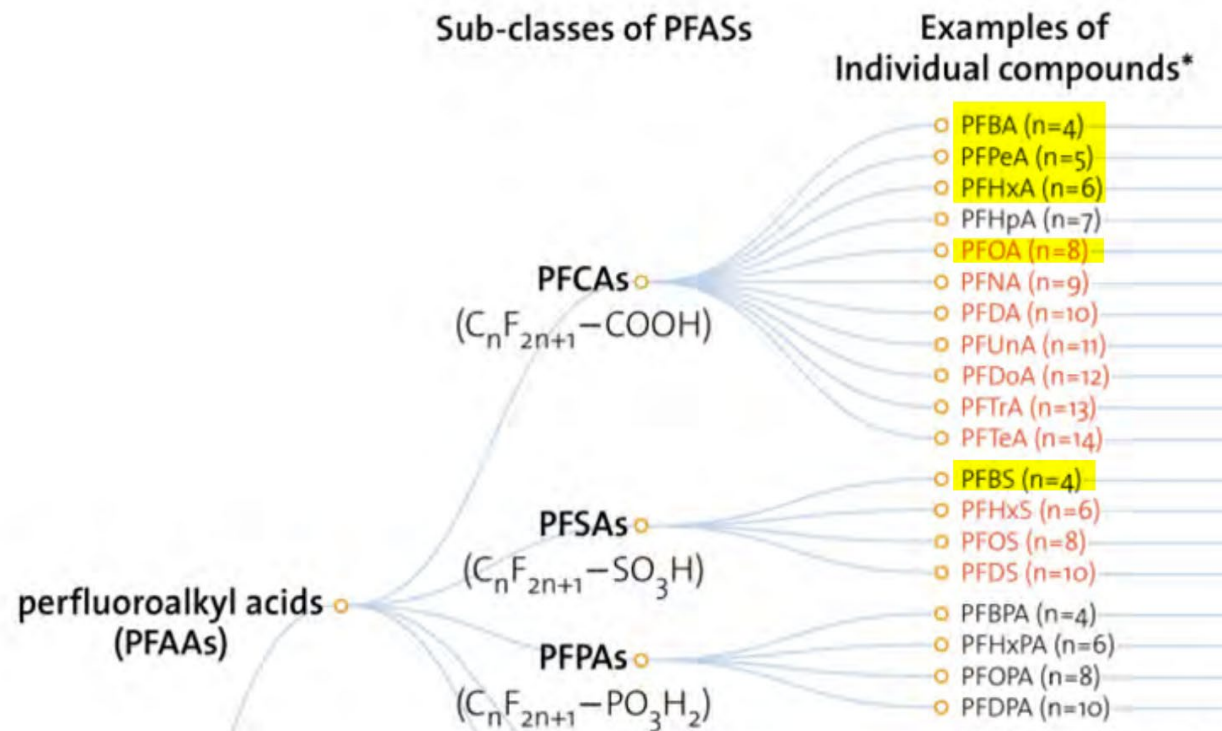 Sub-classes of PFASs
Examples of
Individual compounds*
perfluoroalkyl acids
(PFAAs)
PFCAs
(CₙF₂ₙ₊₁–COOH)
PFBA (n=4)
PFPeA (n=5)
PFHxA (n=6)
PFHpA (n=7)
PFOA (n=8)
PFNA (n=9)
PFDA (n=10)
PFUnA (n=11)
PFDoA (n=12)
PFTrA (n=13)
PFTeA (n=14)
PFSAs
(CₙF₂ₙ₊₁–SO₃H)
PFBS (n=4)
PFHxS (n=6)
PFOS (n=8)
PFDS (n=10)
PFPAs
(CₙF₂ₙ₊₁–PO₃H₂)
PFBPA (n=4)
PFHxPA (n=6)
PFOPA (n=8)
PFDPA (n=10)